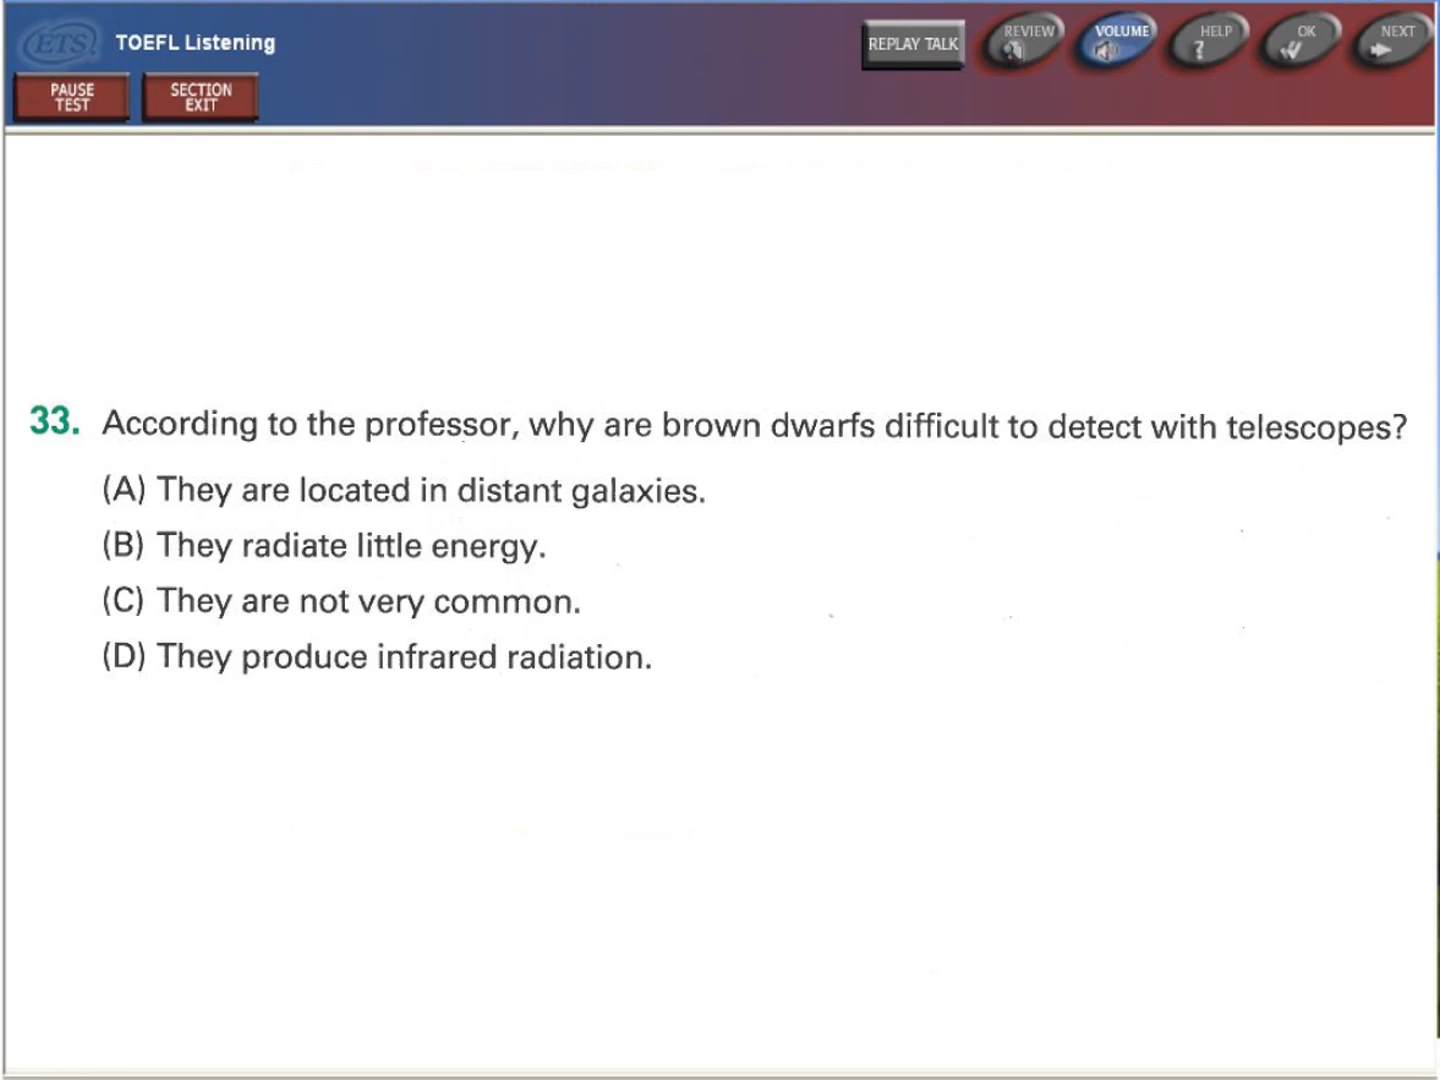 ETS
TOEFL Listening
REPLAY TALK
REVIEW
VOLUME
HELP
?
OK
NEXT
PAUSE
TEST
SECTION
EXIT
33. According to the professor, why are brown dwarfs difficult to detect with telescopes?
(A) They are located in distant galaxies.
(B) They radiate little energy.
(C) They are not very common.
(D) They produce infrared radiation.